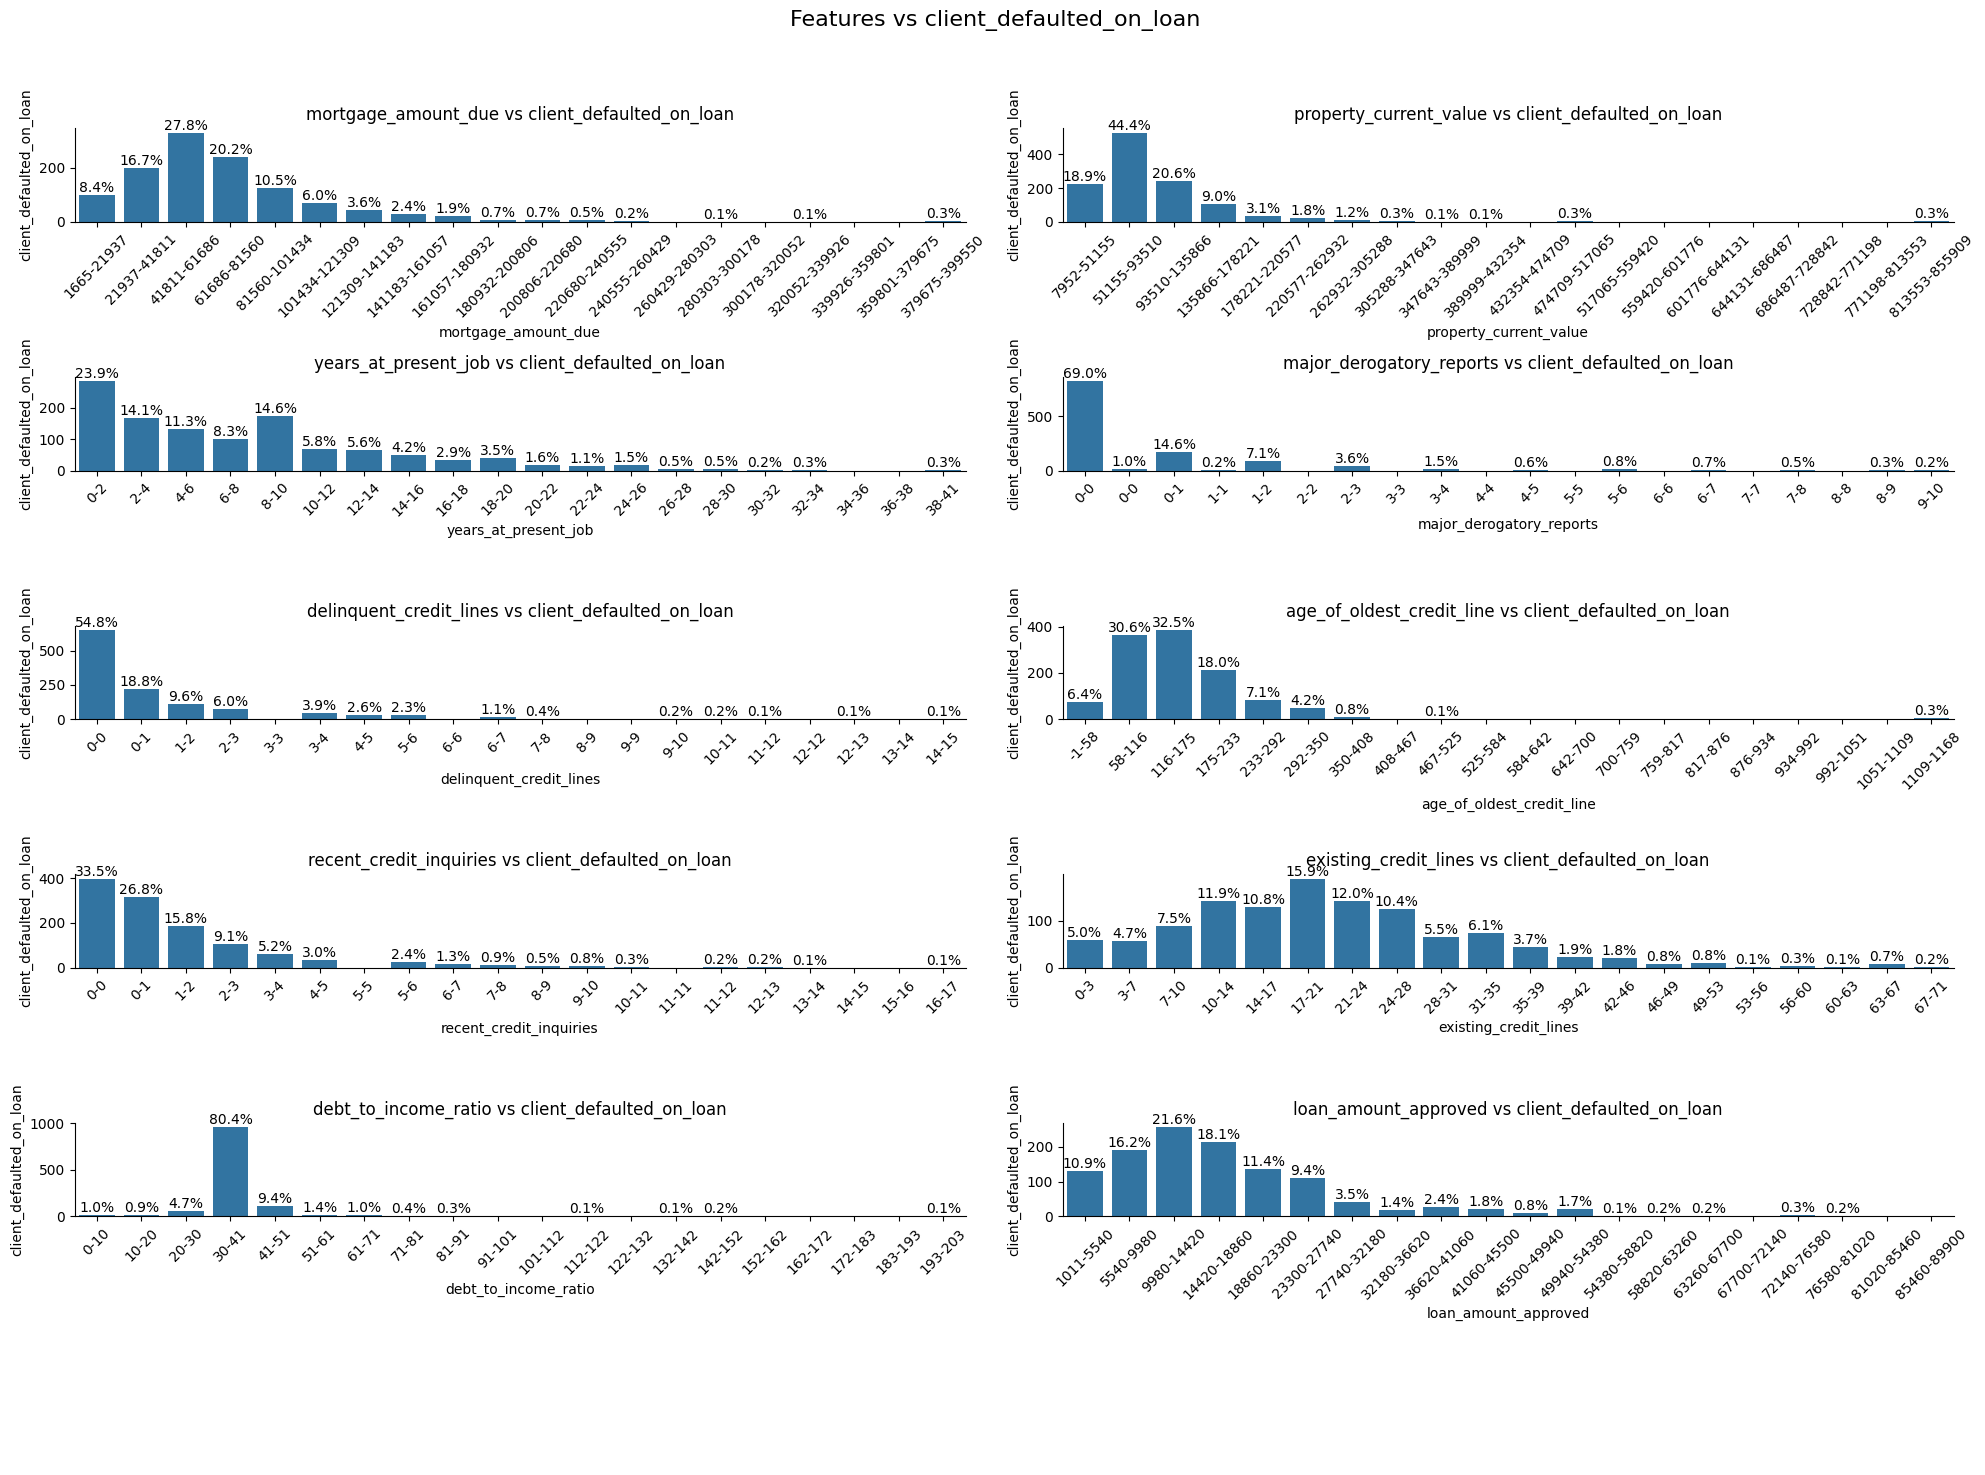 Features vs client_defaulted_on_loan
mortgage_amount_due vs client_defaulted_on_loan
client_defaulted_on_loan
200
0
8.4% 16.7% 27.8% 20.2% 10.5% 6.0% 3.6% 2.4% 1.9% 0.7% 0.7% 0.5% 0.2% 0.1% 0.1% 0.3%
1665-21937 21937-41811 41811-61686 61686-81560 81560-101434 101434-121309 121309-141183 141183-161057 161057-180932 180932-200806 200806-220680 220680-240555 240555-260429 260429-280303 280303-300178 300178-320052 320052-339926 339926-359801 359801-379675 379675-399550
mortgage_amount_due
property_current_value vs client_defaulted_on_loan
client_defaulted_on_loan
400
200
0
18.9% 44.4% 20.6% 9.0% 3.1% 1.8% 1.2% 0.3% 0.1% 0.1% 0.3% 0.3%
7952-51155 51155-93510 93510-135866 135866-178221 178221-220577 220577-262932 262932-305288 305288-347643 347643-389999 389999-432354 432354-474709 474709-517065 517065-559420 559420-601776 601776-644131 644131-686487 686487-728842 728842-771198 771198-813553 813553-855909
property_current_value
years_at_present_job vs client_defaulted_on_loan
client_defaulted_on_loan
200
100
0
23.9% 14.1% 11.3% 8.3% 14.6% 5.8% 5.6% 4.2% 2.9% 3.5% 1.6% 1.1% 1.5% 0.5% 0.5% 0.2% 0.3% 0.3%
0-2 2-4 4-6 6-8 8-10 10-12 12-14 14-16 16-18 18-20 20-22 22-24 24-26 26-28 28-30 30-32 32-34 34-36 36-38 38-41
years_at_present_job
major_derogatory_reports vs client_defaulted_on_loan
client_defaulted_on_loan
500
0
69.0% 1.0% 14.6% 0.2% 7.1% 3.6% 1.5% 0.6% 0.8% 0.7% 0.5% 0.3% 0.2%
0-0 0-0 0-1 1-1 1-2 2-2 2-3 3-3 3-4 4-4 4-5 5-5 5-6 6-6 6-7 7-7 7-8 8-8 8-9 9-10
major_derogatory_reports
delinquent_credit_lines vs client_defaulted_on_loan
client_defaulted_on_loan
500
250
0
54.8% 18.8% 9.6% 6.0% 3.9% 2.6% 2.3% 1.1% 0.4% 0.2% 0.2% 0.1% 0.1% 0.1%
0-0 0-1 1-2 2-3 3-3 3-4 4-5 5-6 6-6 6-7 7-8 8-9 9-9 9-10 10-11 11-12 12-12 12-13 13-14 14-15
delinquent_credit_lines
age_of_oldest_credit_line vs client_defaulted_on_loan
client_defaulted_on_loan
400
200
0
6.4% 30.6% 32.5% 18.0% 7.1% 4.2% 0.8% 0.1% 0.3%
-1-58 58-116 116-175 175-233 233-292 292-350 350-408 408-467 467-525 525-584 584-642 642-700 700-759 759-817 817-876 876-934 934-992 992-1051 1051-1109 1109-1168
age_of_oldest_credit_line
recent_credit_inquiries vs client_defaulted_on_loan
client_defaulted_on_loan
400
200
0
33.5% 26.8% 15.8% 9.1% 5.2% 3.0% 2.4% 1.3% 0.9% 0.5% 0.8% 0.3% 0.2% 0.2% 0.1% 0.1%
0-0 0-1 1-2 2-3 3-4 4-5 5-5 5-6 6-7 7-8 8-9 9-10 10-11 11-11 11-12 12-13 13-14 14-15 15-16 16-17
recent_credit_inquiries
existing_credit_lines vs client_defaulted_on_loan
client_defaulted_on_loan
100
0
5.0% 4.7% 7.5% 11.9% 10.8% 15.9% 12.0% 10.4% 5.5% 6.1% 3.7% 1.9% 1.8% 0.8% 0.8% 0.1% 0.3% 0.1% 0.7% 0.2%
0-3 3-7 7-10 10-14 14-17 17-21 21-24 24-28 28-31 31-35 35-39 39-42 42-46 46-49 49-53 53-56 56-60 60-63 63-67 67-71
existing_credit_lines
debt_to_income_ratio vs client_defaulted_on_loan
client_defaulted_on_loan
1000
500
0
1.0% 0.9% 4.7% 80.4% 9.4% 1.4% 1.0% 0.4% 0.3% 0.1% 0.1% 0.2% 0.1%
0-10 10-20 20-30 30-41 41-51 51-61 61-71 71-81 81-91 91-101 101-112 112-122 122-132 132-142 142-152 152-162 162-172 172-183 183-193 193-203
debt_to_income_ratio
loan_amount_approved vs client_defaulted_on_loan
client_defaulted_on_loan
200
100
0
10.9% 16.2% 21.6% 18.1% 11.4% 9.4% 3.5% 1.4% 2.4% 1.8% 0.8% 1.7% 0.1% 0.2% 0.2% 0.3% 0.2%
1011-5540 5540-9980 9980-14420 14420-18860 18860-23300 23300-27740 27740-32180 32180-36620 36620-41060 41060-45500 45500-49940 49940-54380 54380-58820 58820-63260 63260-67700 67700-72140 72140-76580 76580-81020 81020-85460 85460-89900
loan_amount_approved